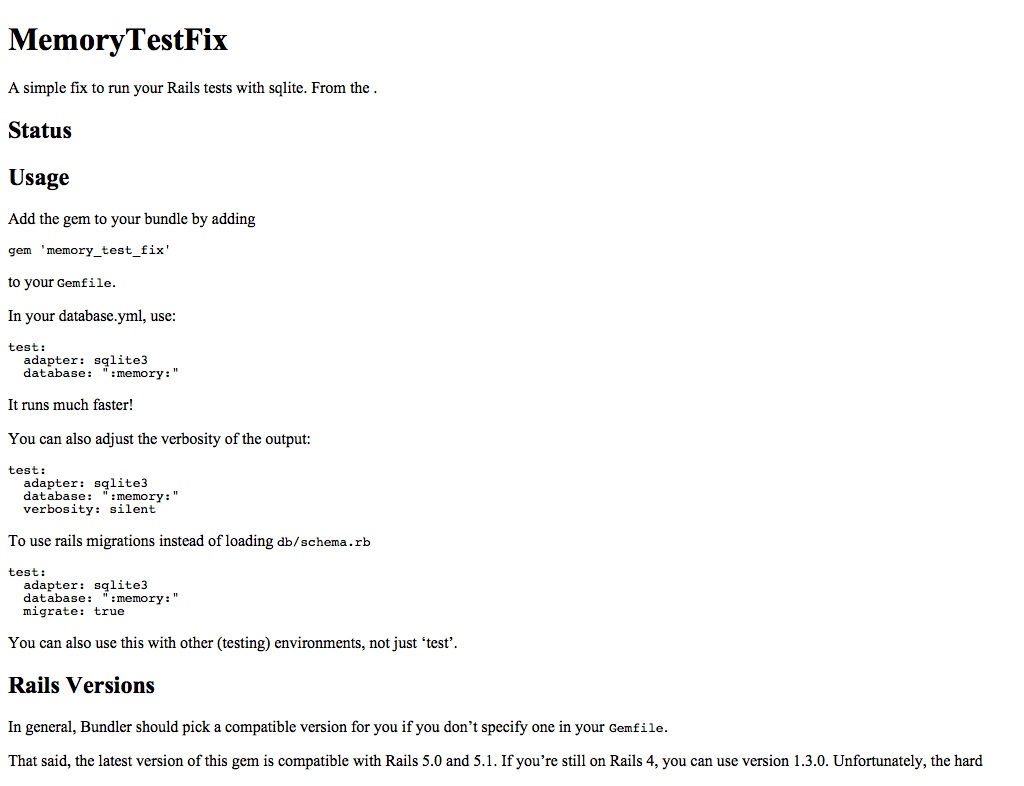 MemoryTestFix
A simple fix to run your Rails tests with sqlite. From the .
Status
Usage
Add the gem to your bundle by adding
gem 'memory_test_fix'
to your Gemfile.
In your database.yml, use:
test:
  adapter: sqlite3
  database: ":memory:"
It runs much faster!
You can also adjust the verbosity of the output:
test:
  adapter: sqlite3
  database: ":memory:"
  verbosity: silent
To use rails migrations instead of loading db/schema.rb
test:
  adapter: sqlite3
  database: ":memory:"
  migrate: true
You can also use this with other (testing) environments, not just ‘test’.
Rails Versions
In general, Bundler should pick a compatible version for you if you don’t specify one in your Gemfile.
That said, the latest version of this gem is compatible with Rails 5.0 and 5.1. If you’re still on Rails 4, you can use version 1.3.0. Unfortunately, the hard